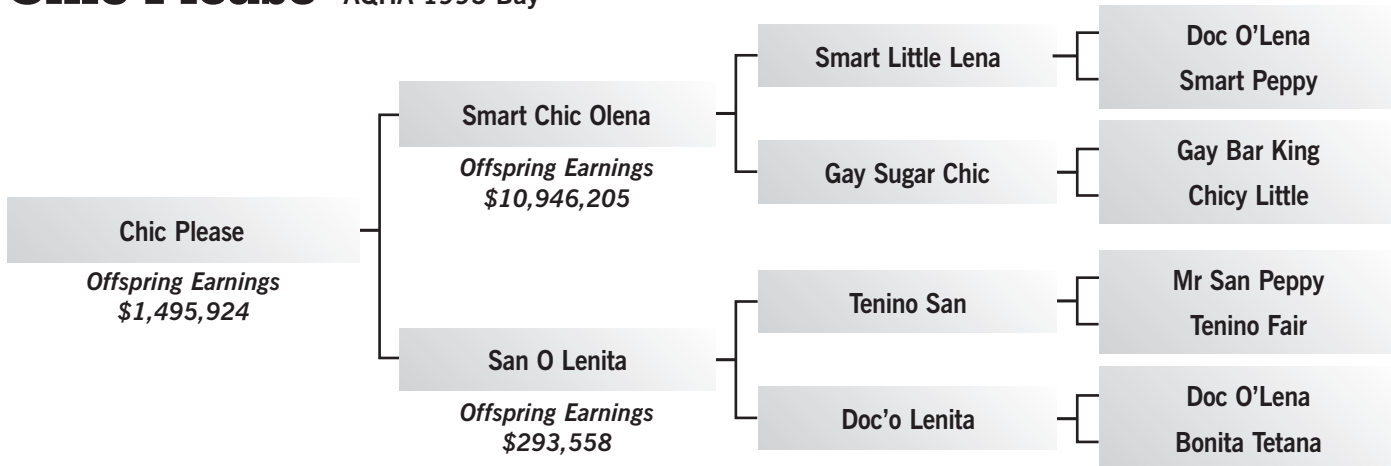 Chic Please AQHA Bay
Chic Please
Offspring Earnings
$1,495,924
Smart Chic Olena
Offspring Earnings
$10,946,205
San O Lenita
Offspring Earnings
$293,558
Smart Little Lena
Gay Sugar Chic
Tenino San
Doc'o Lenita
Doc O'Lena
Smart Peppy
Gay Bar King
Chicy Little
Mr San Peppy
Tenino Fair
Doc O'Lena
Bonita Tetana